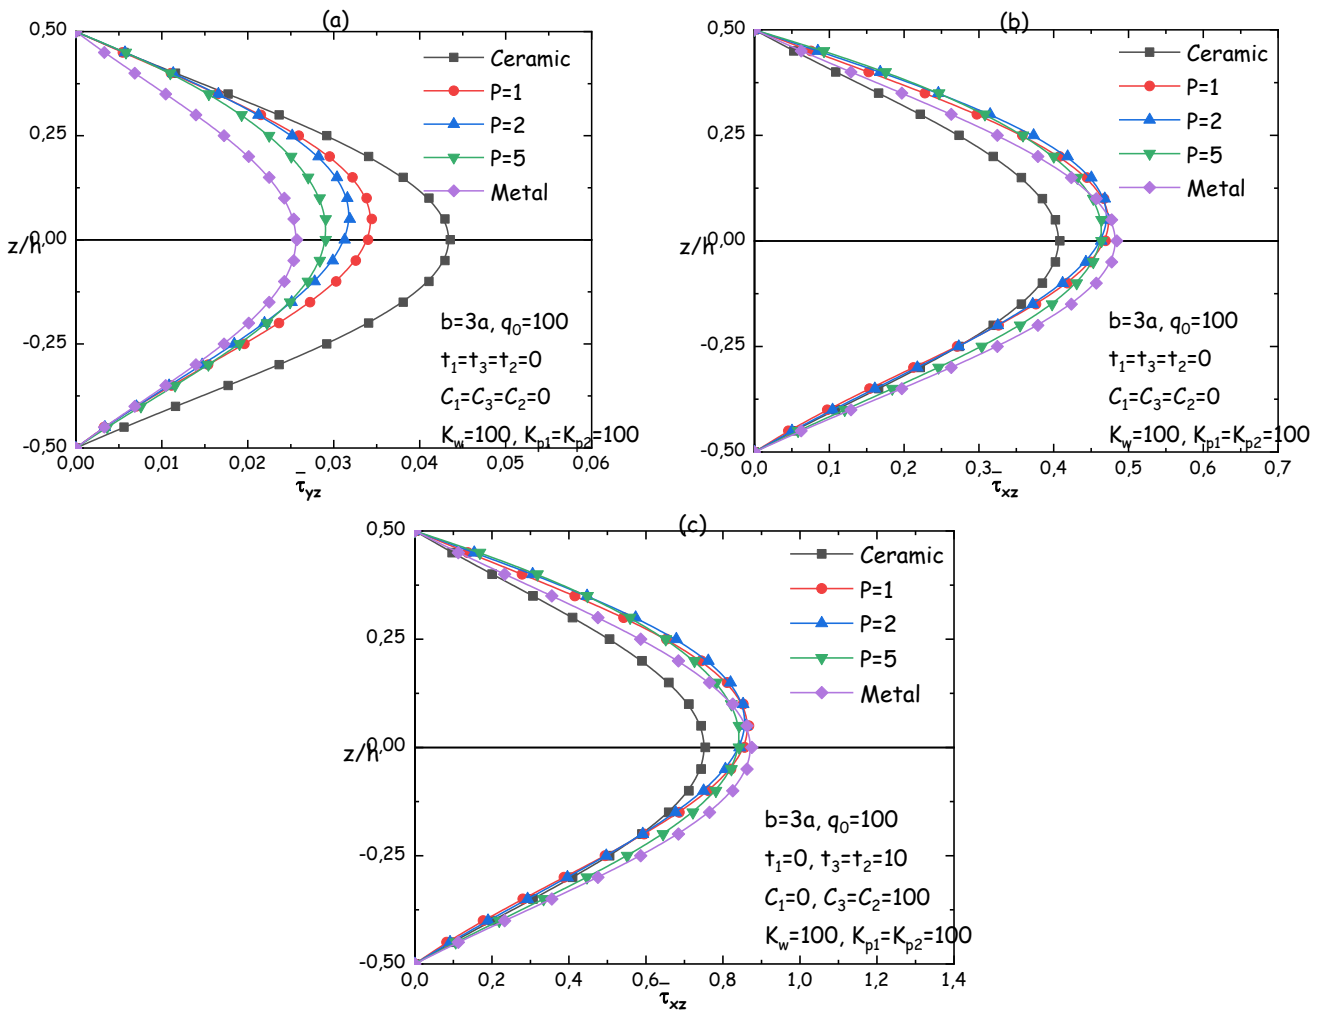 (a)
0,50
0,25
z/h
0,00
-0,25
-0,50
0,00 0,01 0,02 0,03 0,04 0,05 0,06
τ̄yz
Ceramic
P=1
P=2
P=5
Metal
b=3a, q₀=100
t₁=t₃=t₂=0
C₁=C₃=C₂=0
Kw=100, Kp1=Kp2=100
(b)
0,50
0,25
z/h
0,00
-0,25
-0,50
0,0 0,1 0,2 0,3 0,4 0,5 0,6 0,7
τ̄xz
Ceramic
P=1
P=2
P=5
Metal
b=3a, q₀=100
t₁=t₃=t₂=0
C₁=C₃=C₂=0
Kw=100, Kp1=Kp2=100
(c)
0,50
0,25
z/h
0,00
-0,25
-0,50
0,0 0,2 0,4 0,6 0,8 1,0 1,2 1,4
τ̄xz
Ceramic
P=1
P=2
P=5
Metal
b=3a, q₀=100
t₁=0, t₃=t₂=10
C₁=0, C₃=C₂=100
Kw=100, Kp1=Kp2=100